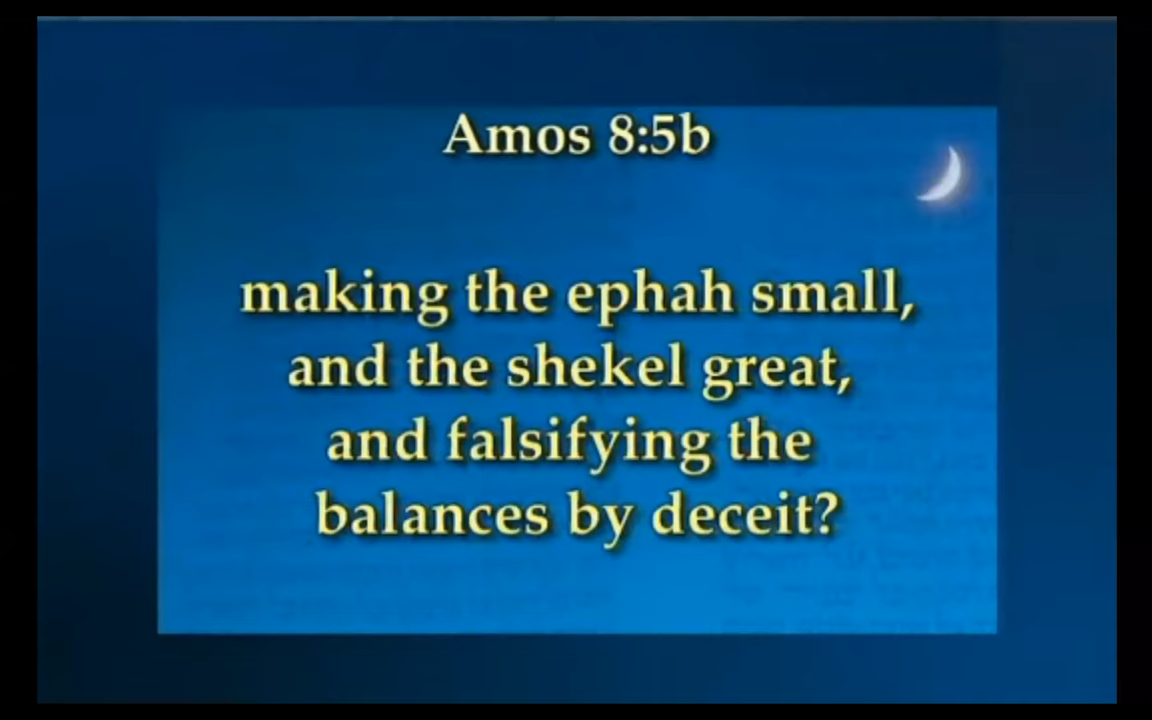 Amos 8:5b
making the ephah small,
and the shekel great,
and falsifying the
balances by deceit?